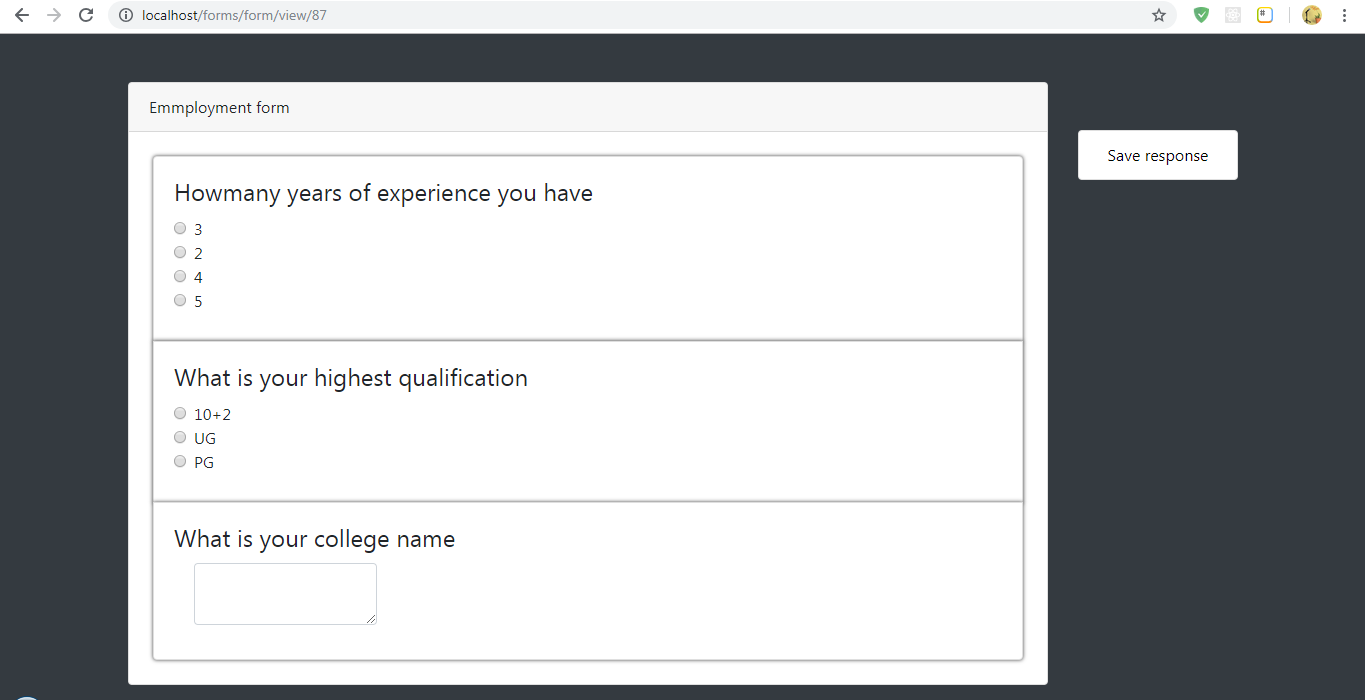 localhost/forms/form/view/87
Emmployment form
Save response
Howmany years of experience you have
3
2
4
5
What is your highest qualification
10+2
UG
PG
What is your college name